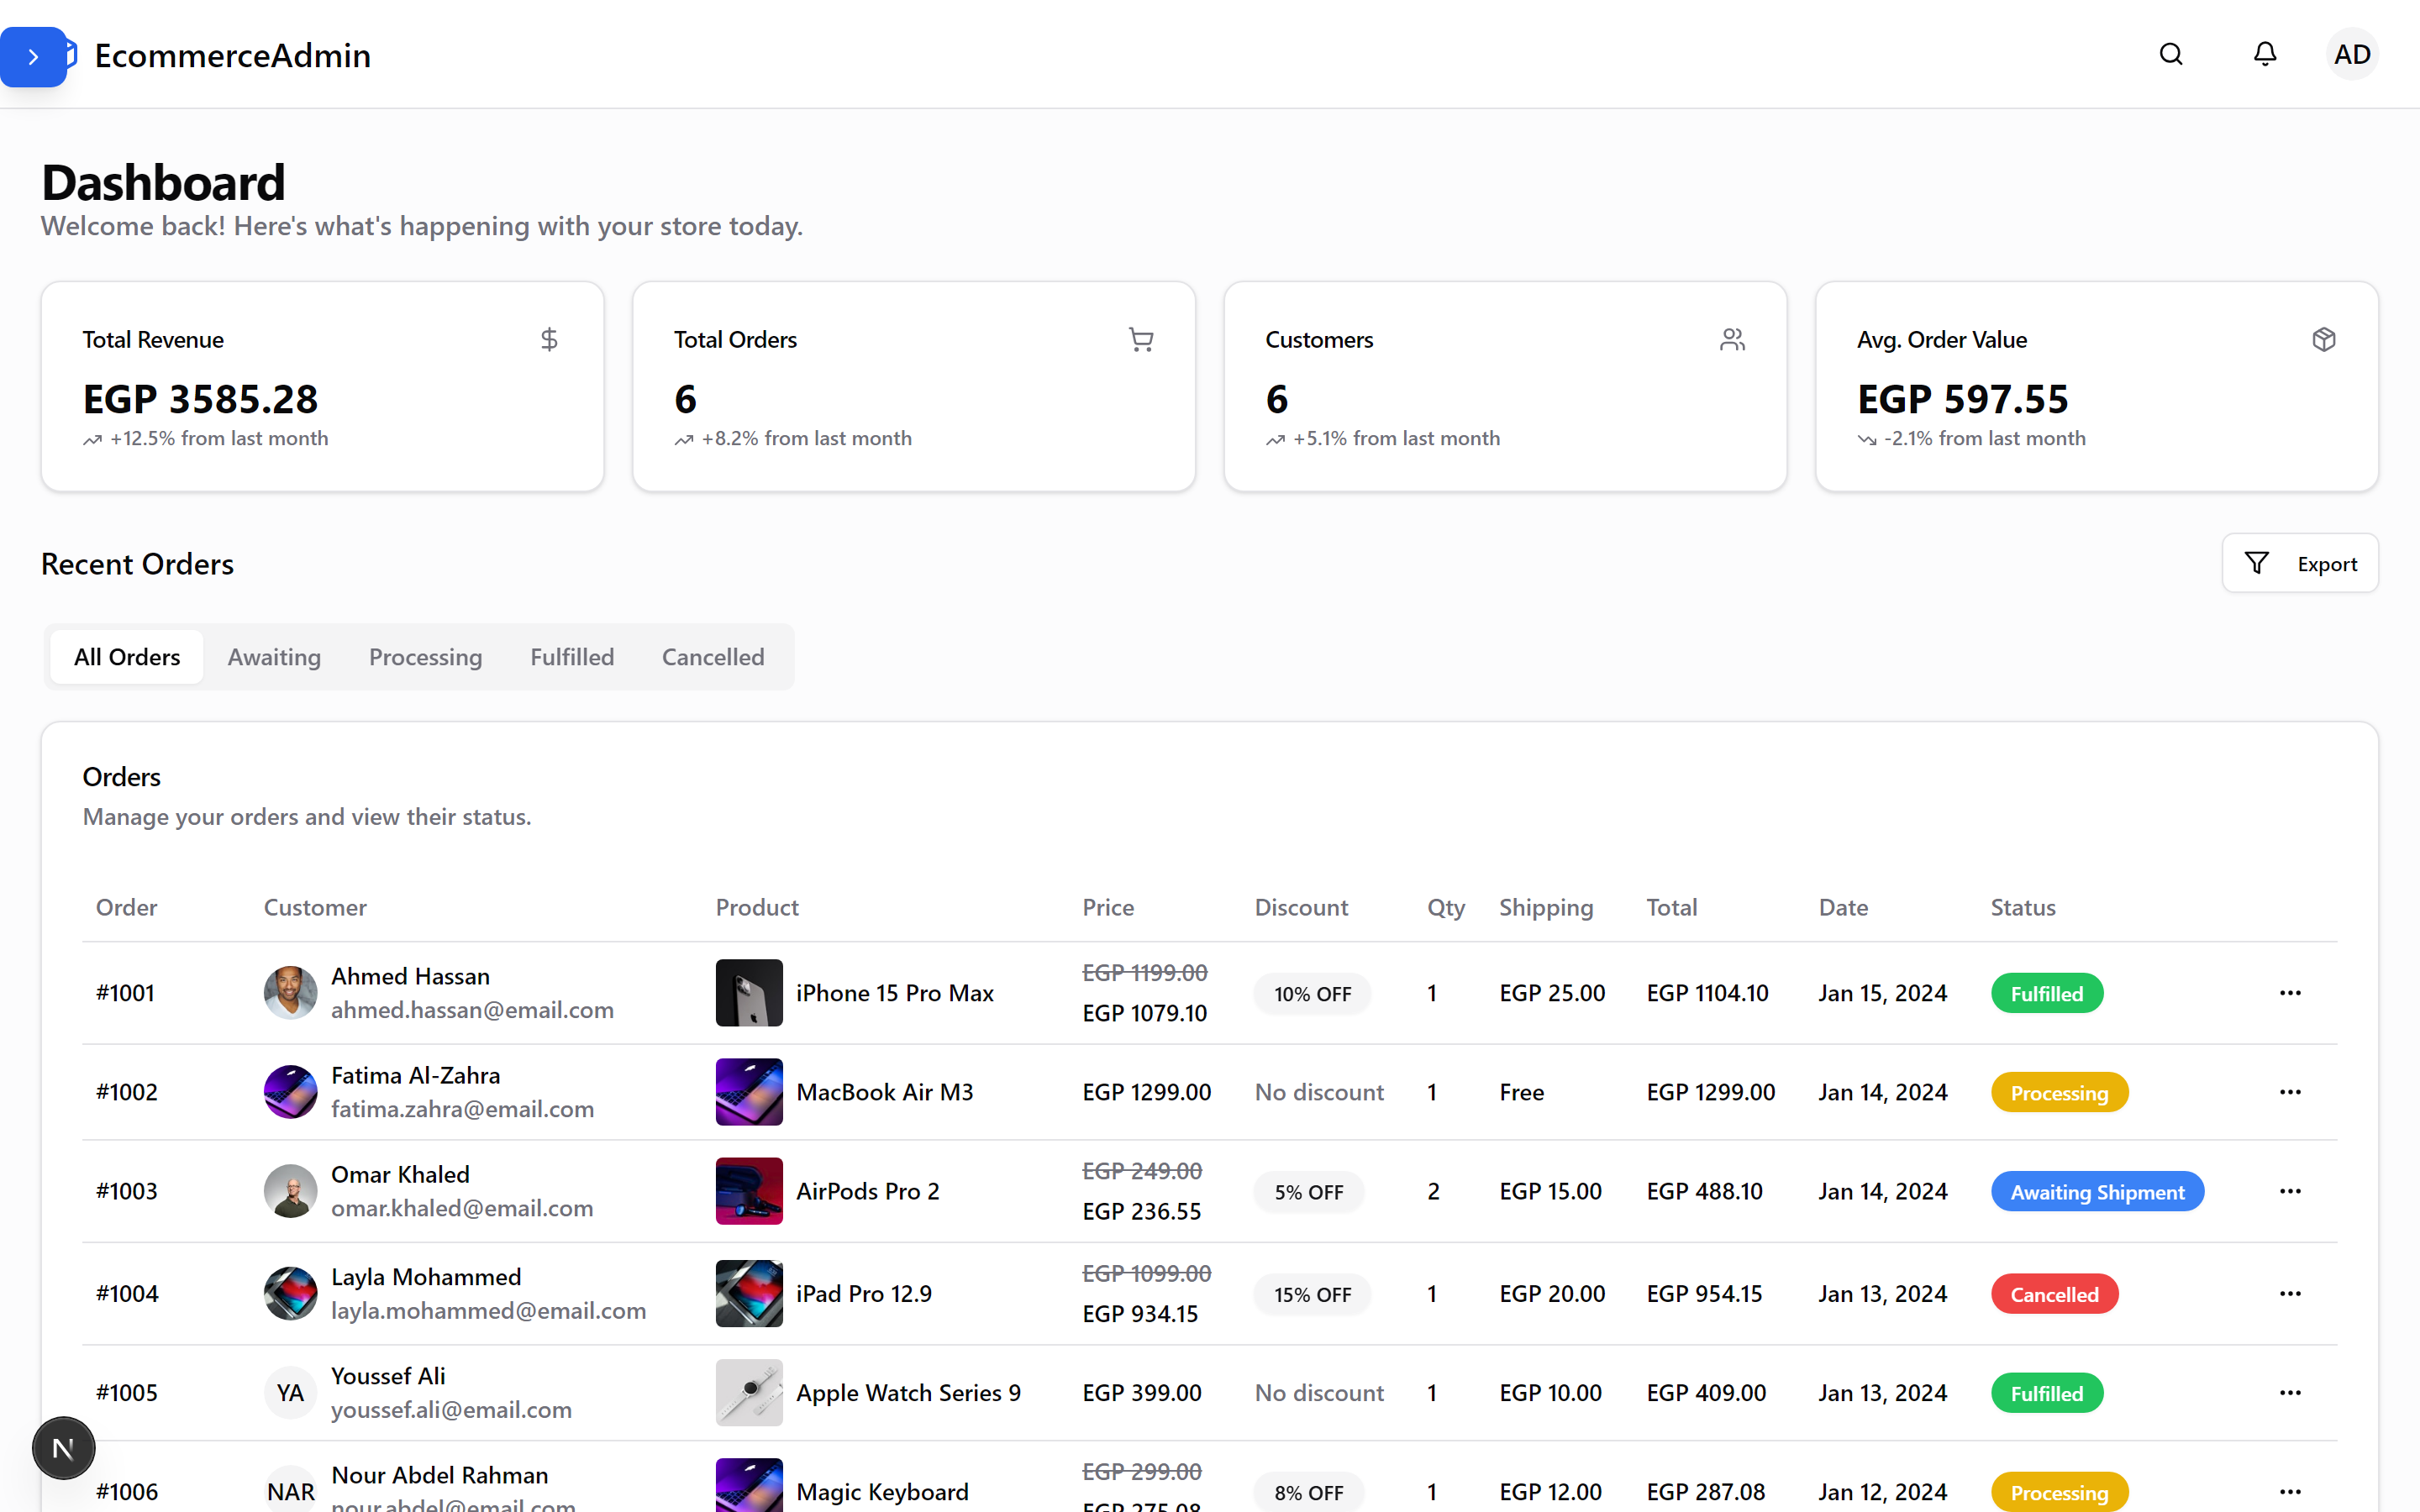 EcommerceAdmin
AD
Dashboard
Welcome back! Here's what's happening with your store today.
Total Revenue
EGP 3585.28
+12.5% from last month
Total Orders
6
+8.2% from last month
Customers
6
+5.1% from last month
Avg. Order Value
EGP 597.55
-2.1% from last month
Recent Orders
Export
All Orders Awaiting Processing Fulfilled Cancelled
Orders
Manage your orders and view their status.
Order Customer Product Price Discount Qty Shipping Total Date Status
#1001 Ahmed Hassan ahmed.hassan@email.com iPhone 15 Pro Max EGP 1199.00 EGP 1079.10 10% OFF 1 EGP 25.00 EGP 1104.10 Jan 15, 2024 Fulfilled
#1002 Fatima Al-Zahra fatima.zahra@email.com MacBook Air M3 EGP 1299.00 No discount 1 Free EGP 1299.00 Jan 14, 2024 Processing
#1003 Omar Khaled omar.khaled@email.com AirPods Pro 2 EGP 249.00 EGP 236.55 5% OFF 2 EGP 15.00 EGP 488.10 Jan 14, 2024 Awaiting Shipment
#1004 Layla Mohammed layla.mohammed@email.com iPad Pro 12.9 EGP 1099.00 EGP 934.15 15% OFF 1 EGP 20.00 EGP 954.15 Jan 13, 2024 Cancelled
#1005 YA Youssef Ali youssef.ali@email.com Apple Watch Series 9 EGP 399.00 No discount 1 EGP 10.00 EGP 409.00 Jan 13, 2024 Fulfilled
N
#1006 NAR Nour Abdel Rahman nour.abdel@email.com Magic Keyboard EGP 299.00 EGP 275.08 8% OFF 1 EGP 12.00 EGP 287.08 Jan 12, 2024 Processing